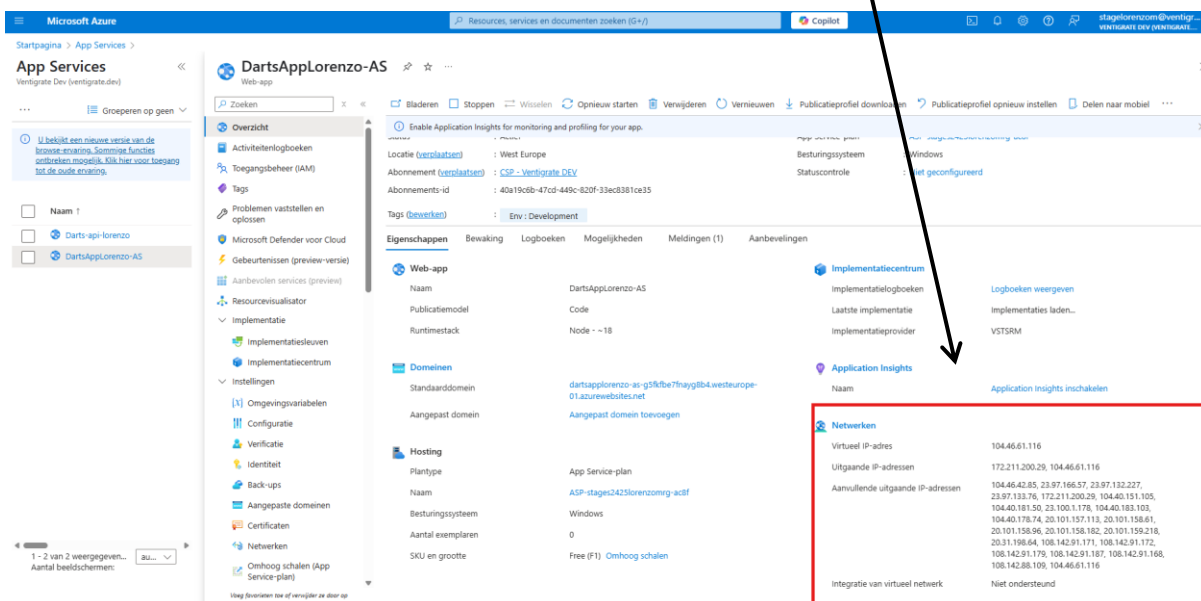 Microsoft Azure
Resources, services en documenten zoeken (G+/)
Copilot
stagelorenzom@ventigr...
VENTIGRATE DEV (VENTIGRATE....
Startpagina > App Services >
App Services
Ventigrate Dev (ventigrate.dev)
Groeperen op geen
U bekijkt een nieuwe versie van de
browse-ervaring. Sommige functies
ontbreken mogelijk. Klik hier voor toegang
tot de oude ervaring.
Naam ↑
Darts-api-lorenzo
DartsAppLorenzo-AS
1 - 2 van 2 weergegeven...
Aantal beeldschermen:
au...
DartsAppLorenzo-AS
Web-app
Zoeken
Overzicht
Activiteitenlogboeken
Toegangsbeheer (IAM)
Tags
Problemen vaststellen en
oplossen
Microsoft Defender voor Cloud
Gebeurtenissen (preview-versie)
Aanbevolen services (preview)
Resourcevisualisator
Implementatie
Implementatiesleuven
Implementatiecentrum
Instellingen
Omgevingsvariabelen
Configuratie
Verificatie
Identiteit
Back-ups
Aangepaste domeinen
Certificaten
Netwerken
Omhoog schalen (App
Service-plan)
Voeg favorieten toe of verwijder ze door op
Bladeren Stoppen Wisselen Opnieuw starten Verwijderen Vernieuwen Publicatieprofiel downloaden Publicatieprofiel opnieuw instellen Delen naar mobiel
Enable Application Insights for monitoring and profiling for your app.
Locatie (verplaatsen) : West Europe
Abonnement (verplaatsen) : CSP - Ventigrate DEV
Abonnements-id : 40a19c6b-47cd-449c-820f-33ec8381ce35
Besturingssysteem : Windows
Statuscontrole : Niet geconfigureerd
Tags (bewerken) : Env : Development
Eigenschappen Bewaking Logboeken Mogelijkheden Meldingen (1) Aanbevelingen
Web-app
Naam DartsAppLorenzo-AS
Publicatiemodel Code
Runtimestack Node - ~18
Domeinen
Standaarddomein dartsapplorenzo-as-g5fkfbe7fnayg8b4.westeurope-
01.azurewebsites.net
Aangepast domein Aangepast domein toevoegen
Hosting
Plantype App Service-plan
Naam ASP-stages2425lorenzomrg-ac8f
Besturingssysteem Windows
Aantal exemplaren 0
SKU en grootte Free (F1) Omhoog schalen
Implementatiecentrum
Implementatielogboeken Logboeken weergeven
Laatste implementatie Implementaties laden...
Implementatieprovider VSTSRM
Application Insights
Naam Application Insights inschakelen
Netwerken
Virtueel IP-adres 104.46.61.116
Uitgaande IP-adressen 172.211.200.29, 104.46.61.116
Aanvullende uitgaande IP-adressen 104.46.42.85, 23.97.166.57, 23.97.132.227,
23.97.133.76, 172.211.200.29, 104.40.151.105,
104.40.181.50, 23.100.1.178, 104.40.183.103,
104.40.178.74, 20.101.157.113, 20.101.158.61,
20.101.158.96, 20.101.158.182, 20.101.159.218,
20.31.198.64, 108.142.91.171, 108.142.91.172,
108.142.91.179, 108.142.91.187, 108.142.91.168,
108.142.88.109, 104.46.61.116
Integratie van virtueel netwerk Niet ondersteund